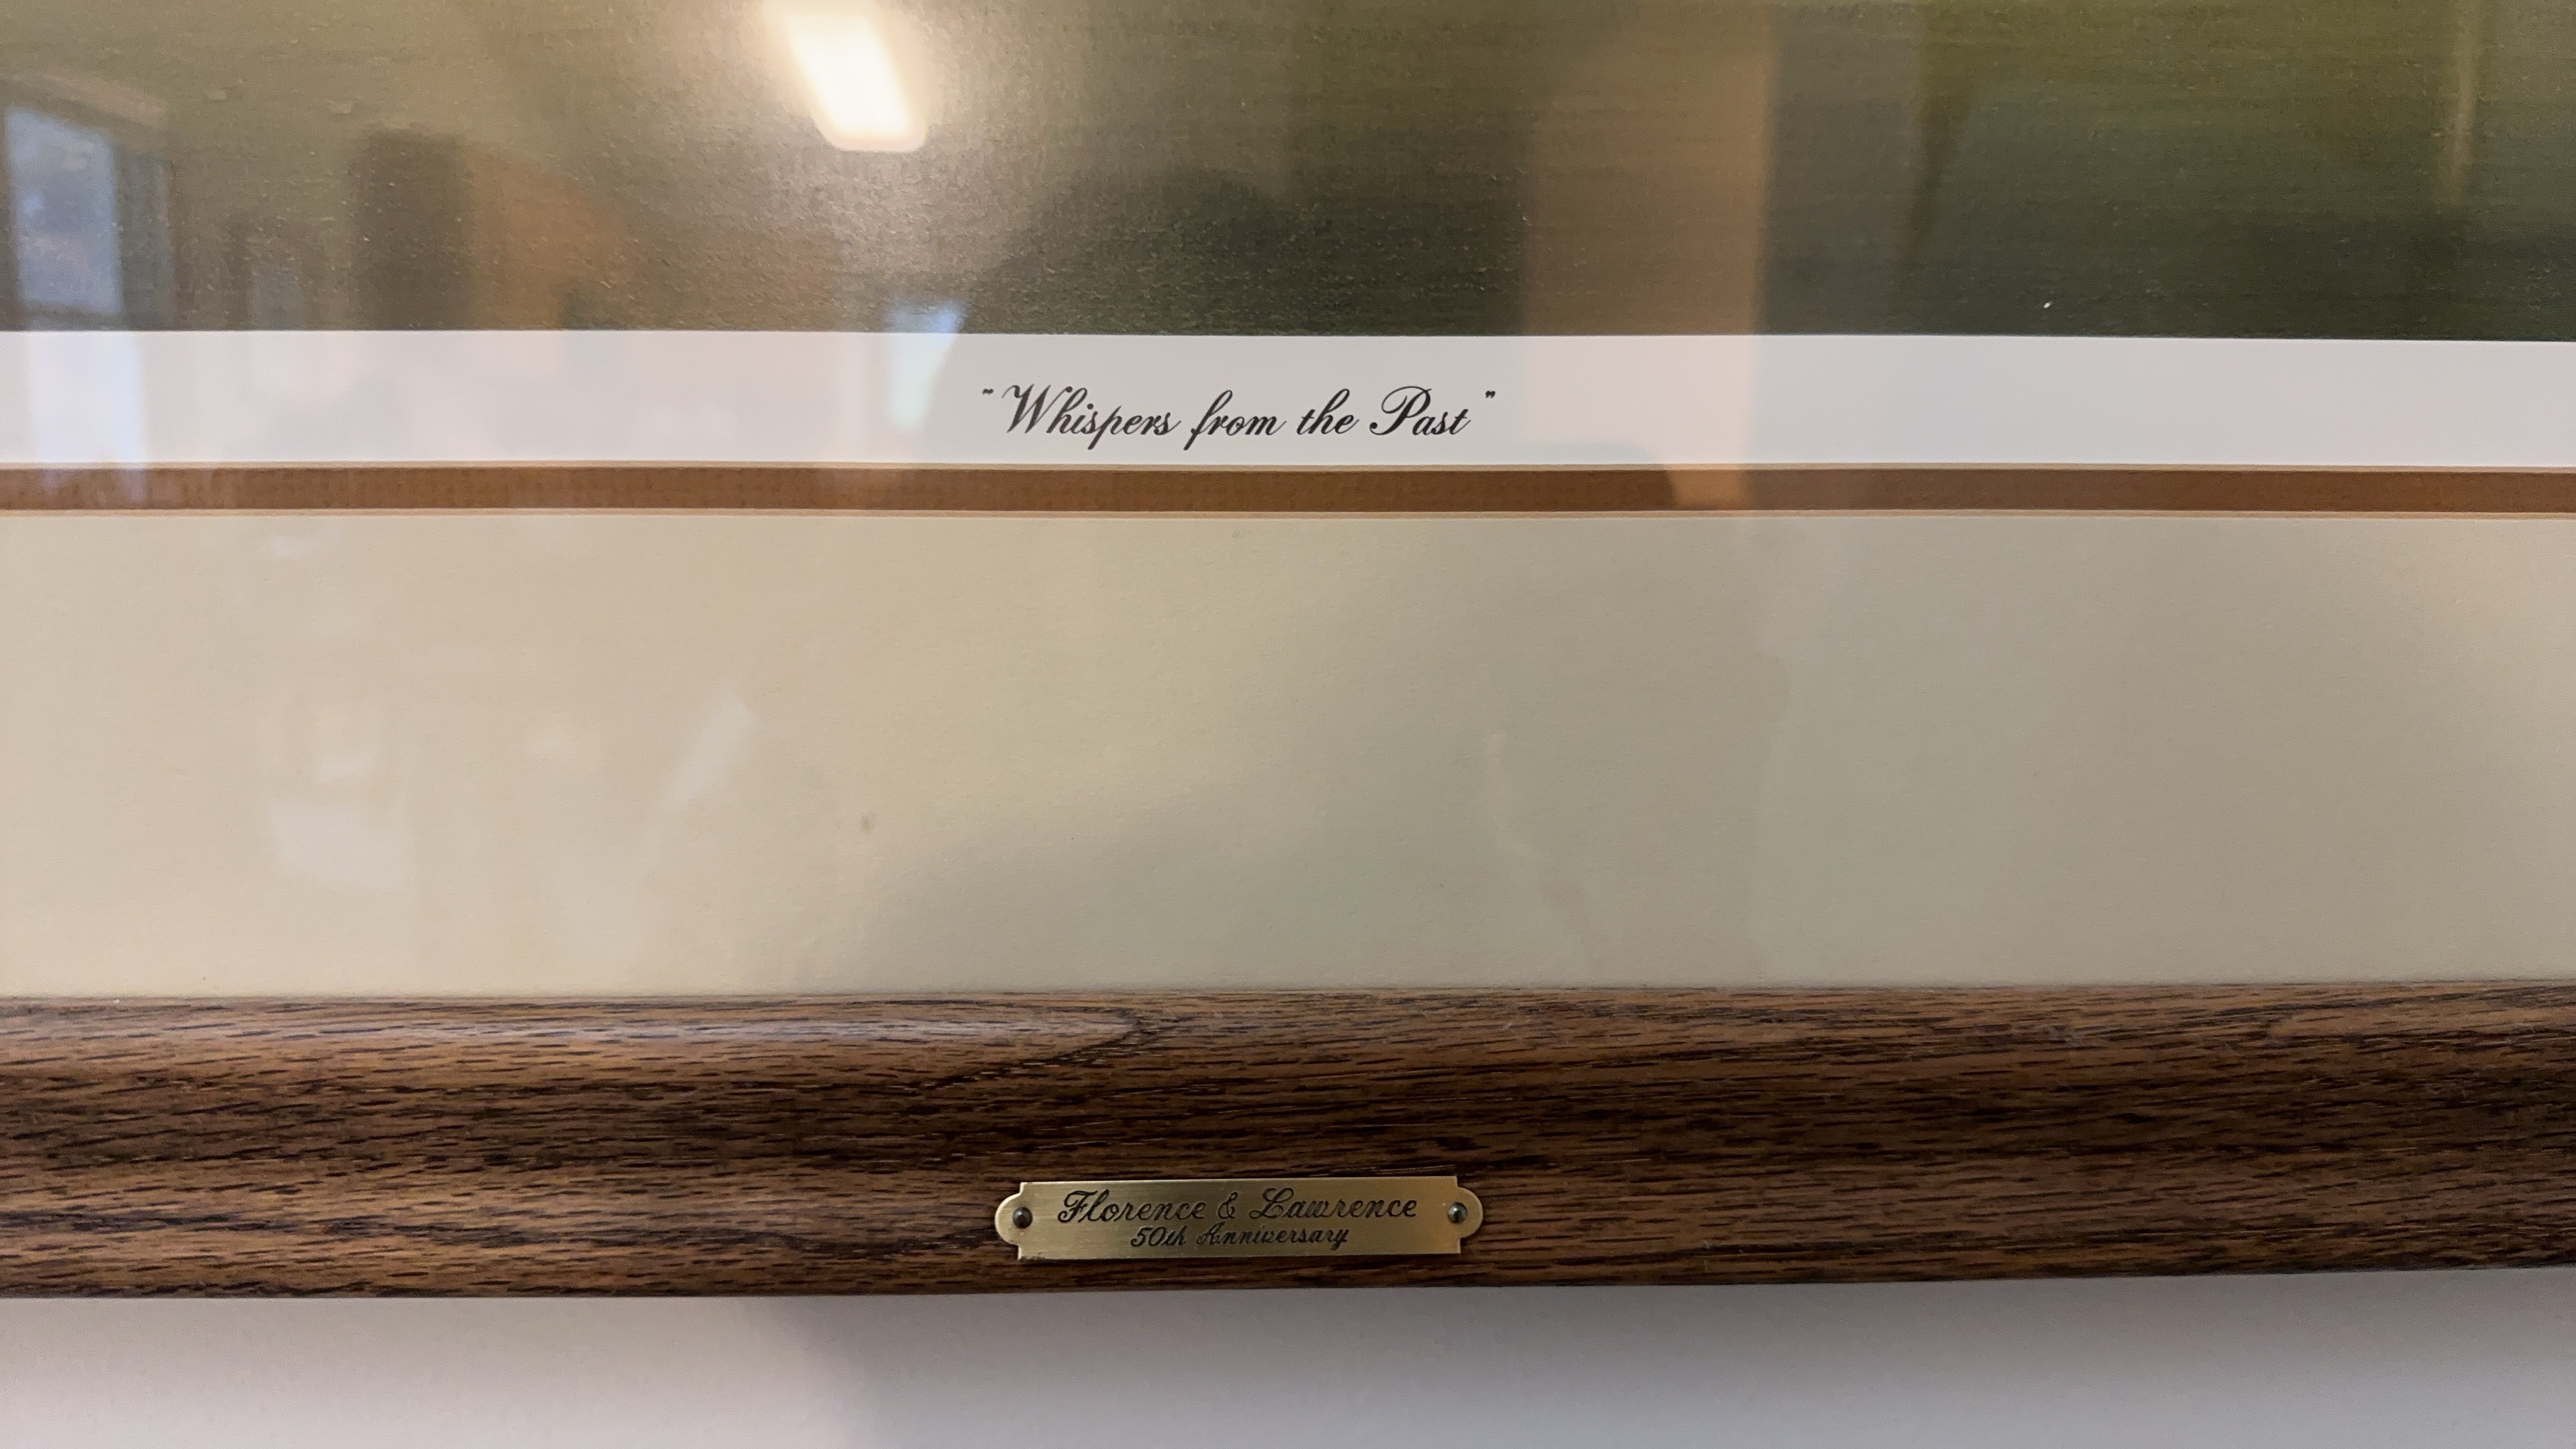 "Whispers from the Past"
Florence & Lawrence
50th Anniversary